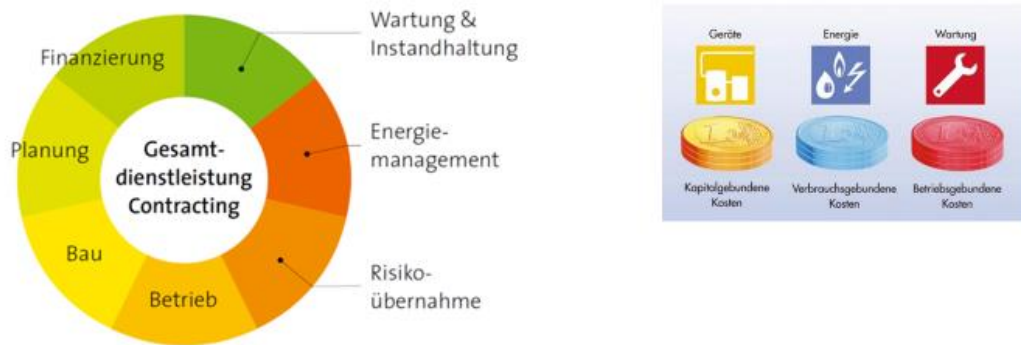 Finanzierung
Wartung &
Instandhaltung
Energie-
management
Risiko-
übernahme
Betrieb
Bau
Planung
Gesamt-
dienstleistung
Contracting
Geräte
Energie
Wartung
Kapitalgebundene
Kosten
Verbrauchsgebundene
Kosten
Betriebsgebundene
Kosten